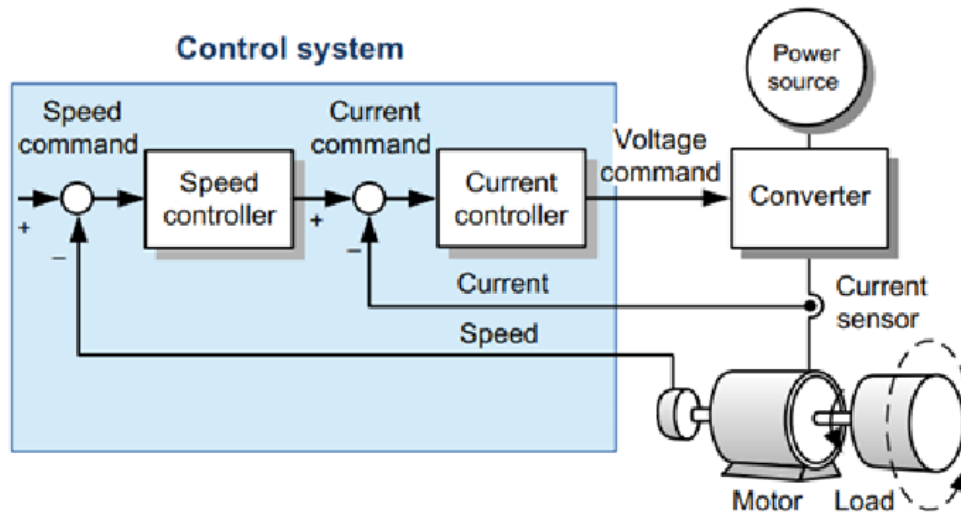 Control system
Power
source
Speed
command
Current
command
Voltage
command
Speed
controller
Current
controller
Converter
+
–
+
–
Current
Current
sensor
Speed
Motor
Load